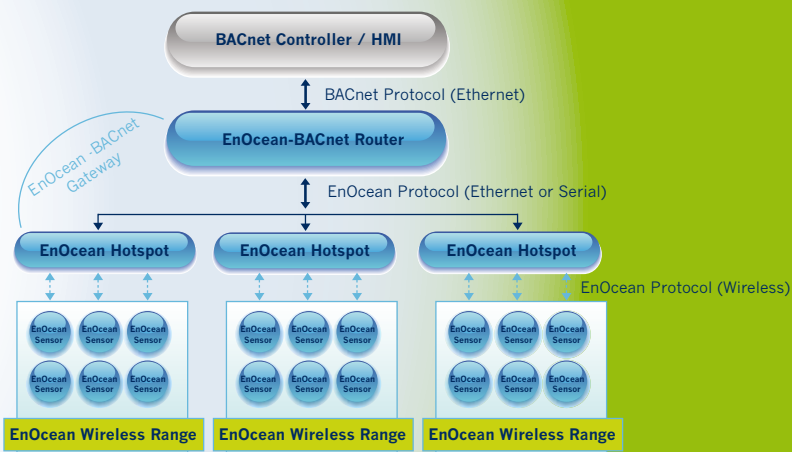 BACnet Controller / HMI
BACnet Protocol (Ethernet)
EnOcean-BACnet Router
EnOcean -BACnet
Gateway
EnOcean Protocol (Ethernet or Serial)
EnOcean Hotspot
EnOcean Hotspot
EnOcean Hotspot
EnOcean Protocol (Wireless)
EnOcean
Sensor
EnOcean
Sensor
EnOcean
Sensor
EnOcean
Sensor
EnOcean
Sensor
EnOcean
Sensor
EnOcean
Sensor
EnOcean
Sensor
EnOcean
Sensor
EnOcean
Sensor
EnOcean
Sensor
EnOcean
Sensor
EnOcean
Sensor
EnOcean
Sensor
EnOcean
Sensor
EnOcean
Sensor
EnOcean
Sensor
EnOcean
Sensor
EnOcean Wireless Range
EnOcean Wireless Range
EnOcean Wireless Range